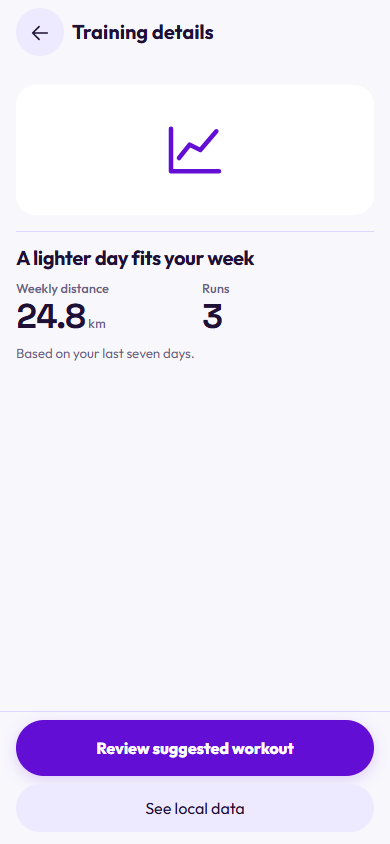 Training details
A lighter day fits your week
Weekly distance
24.8 km
Runs
3
Based on your last seven days.
Review suggested workout
See local data